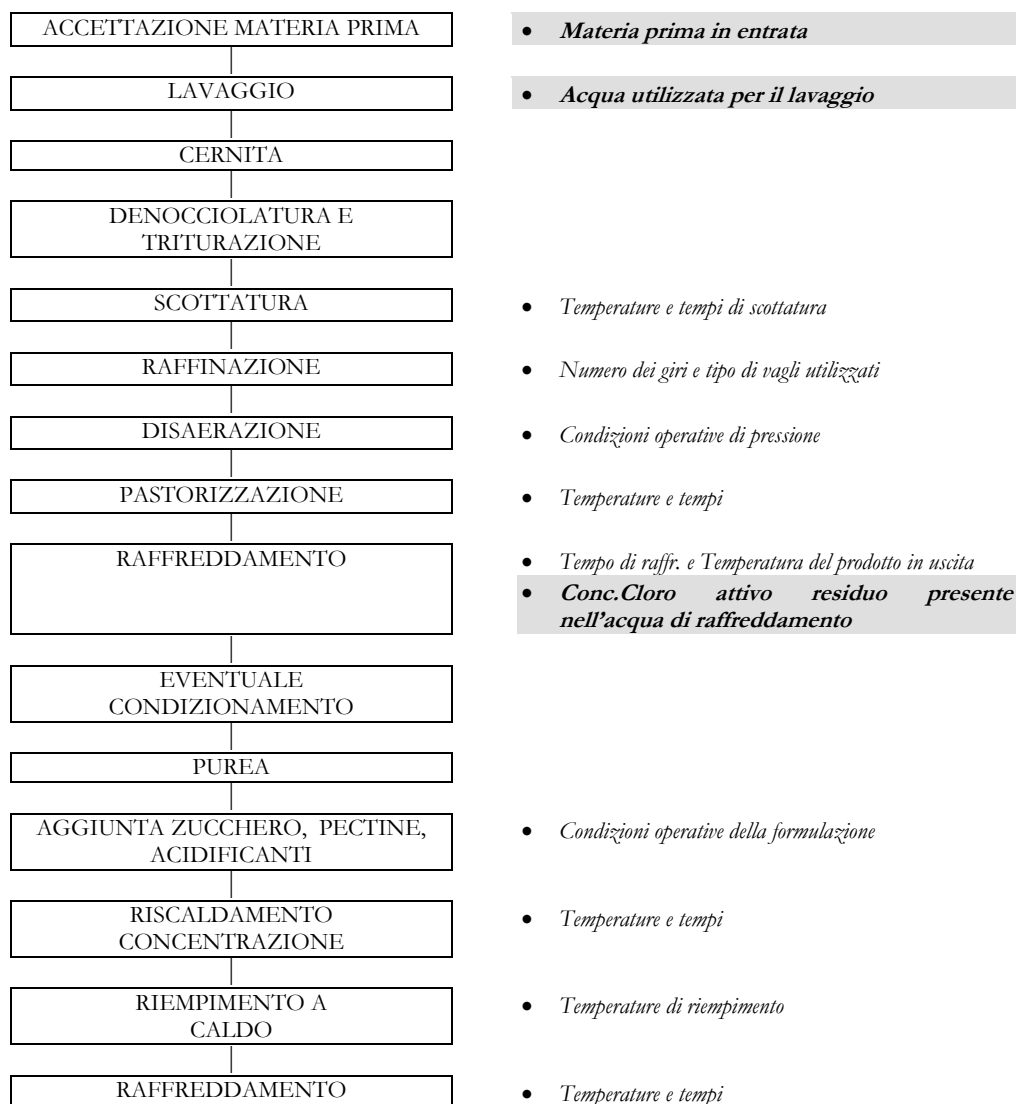 ACCETTAZIONE MATERIA PRIMA
• Materia prima in entrata
LAVAGGIO
• Acqua utilizzata per il lavaggio
CERNITA
DENOCCIOLATURA E
TRITURAZIONE
SCOTTATURA
• Temperature e tempi di scottatura
RAFFINAZIONE
• Numero dei giri e tipo di vagli utilizzati
DISAERAZIONE
• Condizioni operative di pressione
PASTORIZZAZIONE
• Temperature e tempi
RAFFREDDAMENTO
• Tempo di raffr. e Temperatura del prodotto in uscita
• Conc.Cloro attivo residuo presente
nell'acqua di raffreddamento
EVENTUALE
CONDIZIONAMENTO
PUREA
AGGIUNTA ZUCCHERO, PECTINE,
ACIDIFICANTI
• Condizioni operative della formulazione
RISCALDAMENTO
CONCENTRAZIONE
• Temperature e tempi
RIEMPIMENTO A
CALDO
• Temperature di riempimento
RAFFREDDAMENTO
• Temperature e tempi